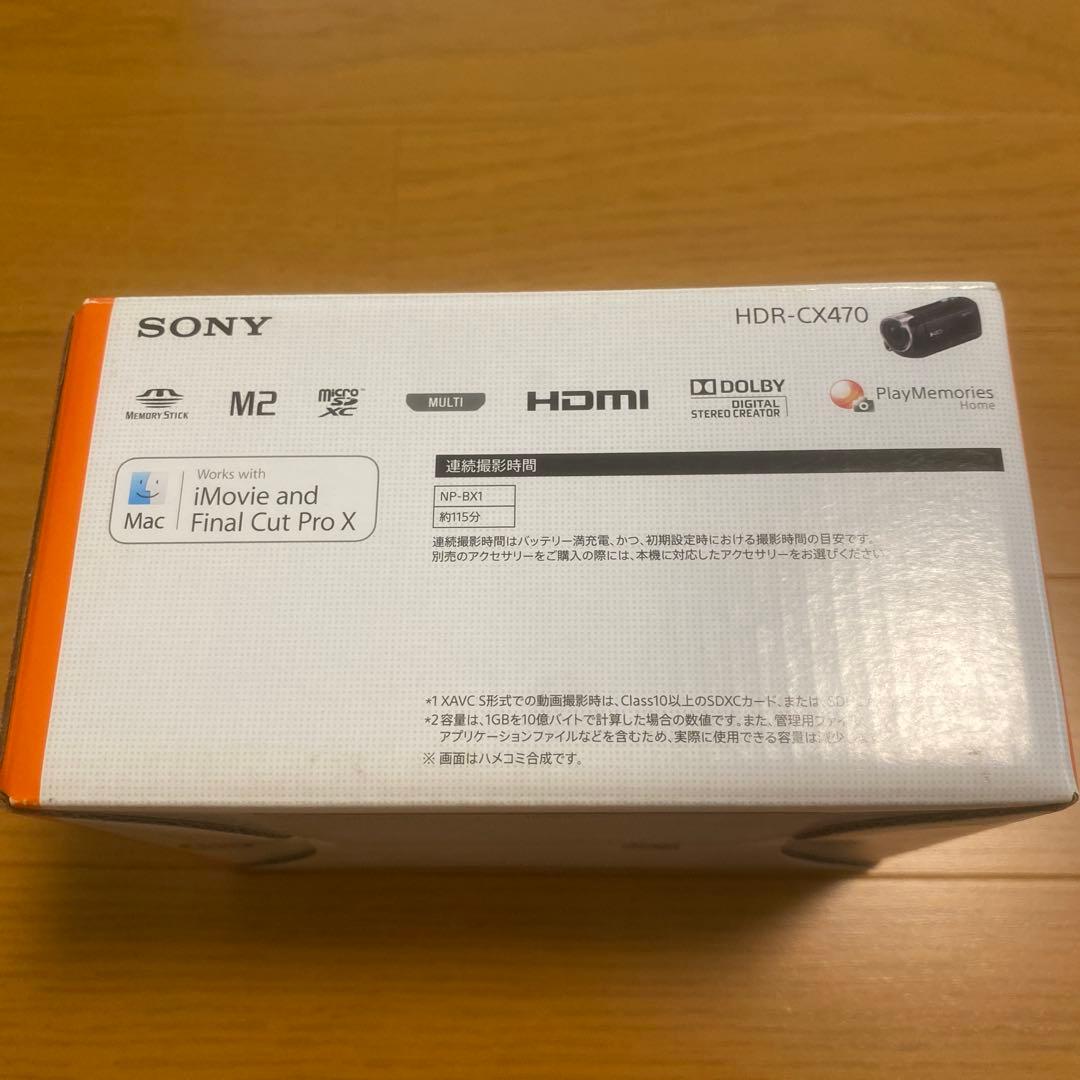 SONY
HDR-CX470
MEMORY STICK
M2
micro SD XC
MULTI
HDMI
DOLBY
DIGITAL
STEREO CREATOR
PlayMemories
Home
Works with
iMovie and
Final Cut Pro X
Mac
連続撮影時間
NP-BX1
約115分
連続撮影時間はバッテリー満充電、かつ、初期設定時における撮影時間の目安です。
別売のアクセサリーをご購入の際には、本機に対応したアクセサリーをお選びください。
*1 XAVC S形式での動画撮影時は、Class10以上のSDXCカード、または
*2 容量は、1GBを10億バイトで計算した場合の数値です。また、管理用
アプリケーションファイルなどを含むため、実際に使用できる容量は
※ 画面はハメコミ合成です。